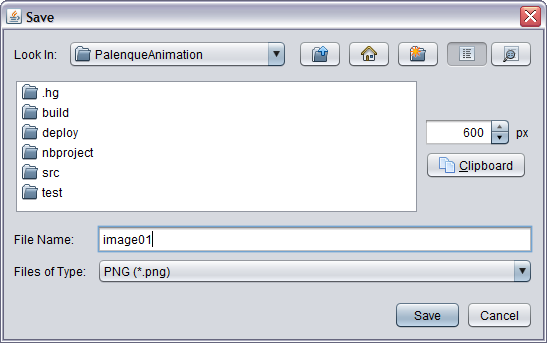 Save
Look In: PalenqueAnimation
.hg
build
deploy
nbproject
src
test
600 px
Clipboard
File Name: image01
Files of Type: PNG (*.png)
Save Cancel